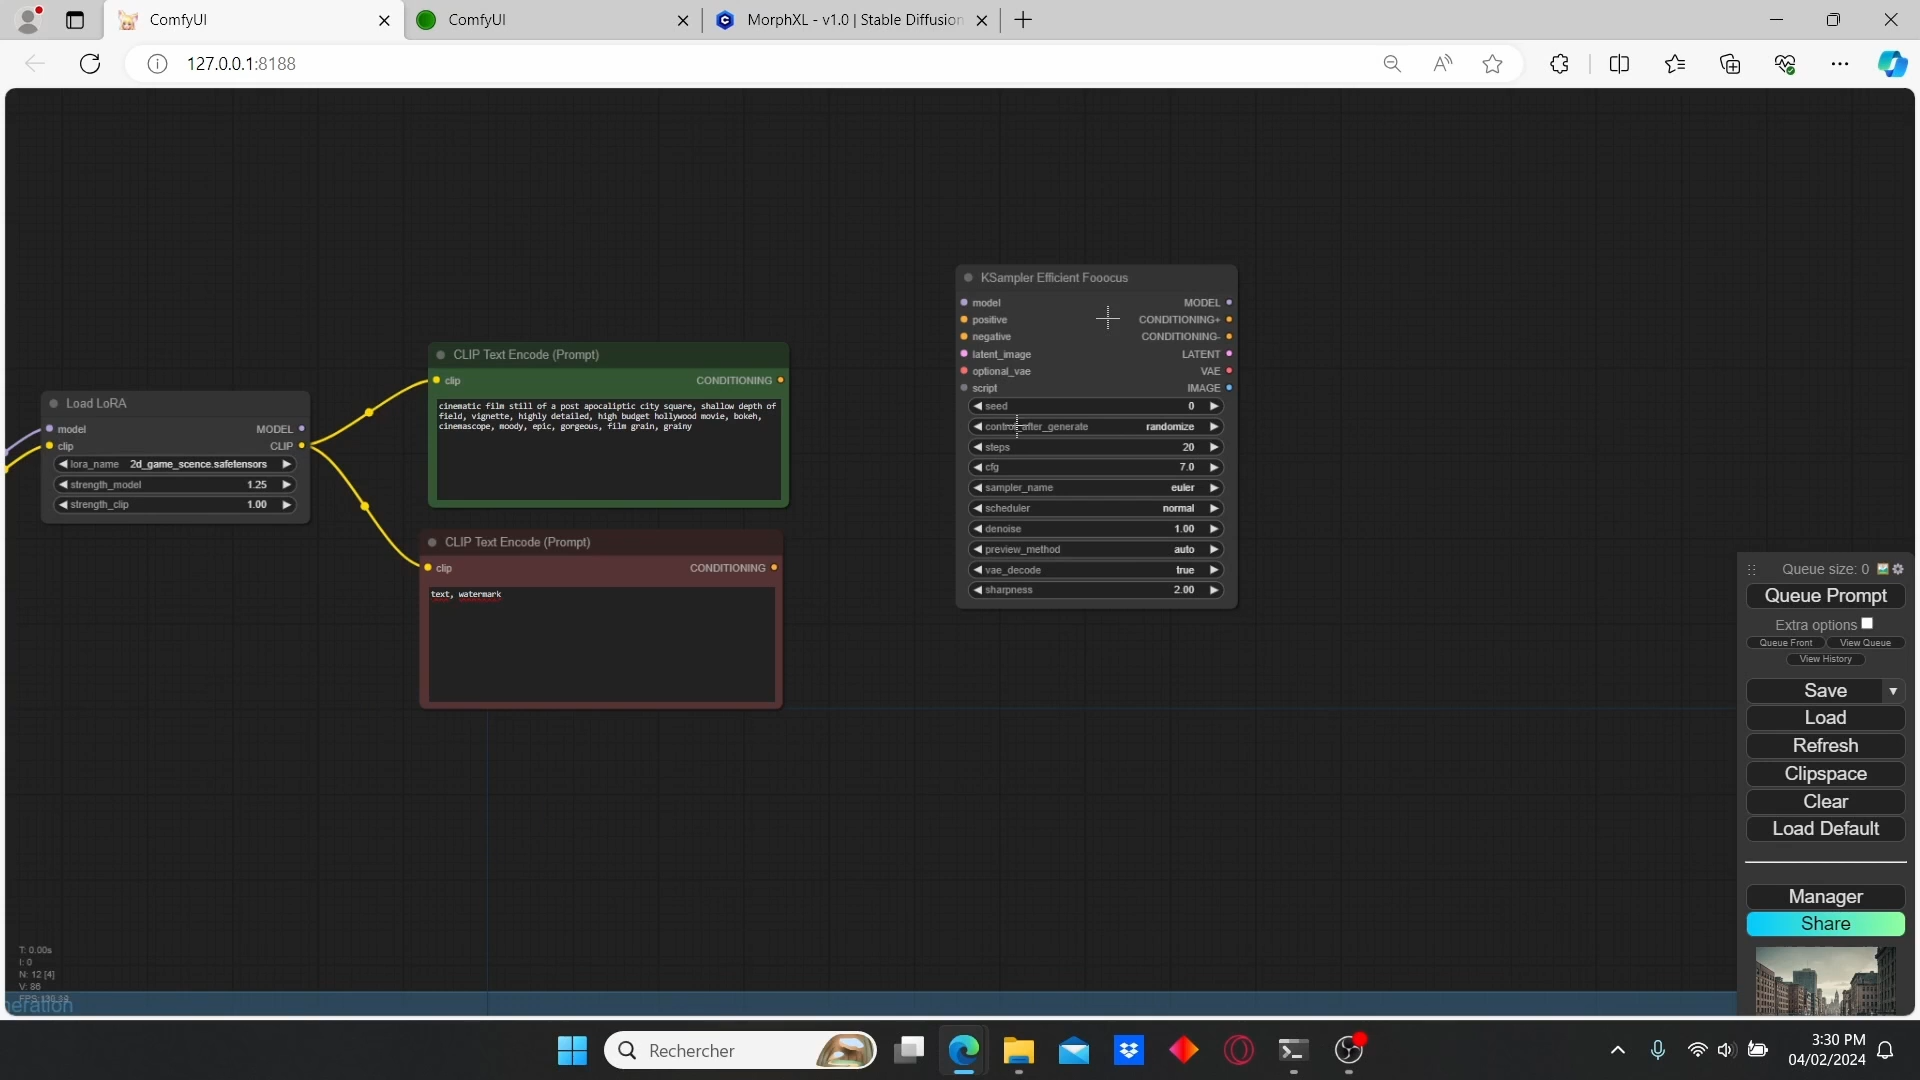 ComfyUI
ComfyUI
MorphXL - v1.0 | Stable Diffusion
127.0.0.1:8188
KSampler Efficient Fooocus
model MODEL
positive CONDITIONING+
negative CONDITIONING-
latent_image LATENT
optional_vae VAE
script IMAGE
seed 0
control_after_generate randomize
steps 20
cfg 7.0
sampler_name euler
scheduler normal
denoise 1.00
preview_method auto
vae_decode true
sharpness 2.00
CLIP Text Encode (Prompt)
clip CONDITIONING
cinematic film still of a post apocaliptic city square, shallow depth of
field, vignette, highly detailed, high budget hollywood movie, bokeh,
cinemascope, moody, epic, gorgeous, film grain, grainy
Load LoRA
model MODEL
clip CLIP
lora_name 2d_game_scence.safetensors
strength_model 1.25
strength_clip 1.00
CLIP Text Encode (Prompt)
clip CONDITIONING
text, watermark
Queue size: 0
Queue Prompt
Extra options
Queue Front View Queue
View History
Save
Load
Refresh
Clipspace
Clear
Load Default
Manager
Share
T: 0.00s
I: 0
N: 12 [4]
V: 86
neration
Rechercher
3:30 PM
04/02/2024